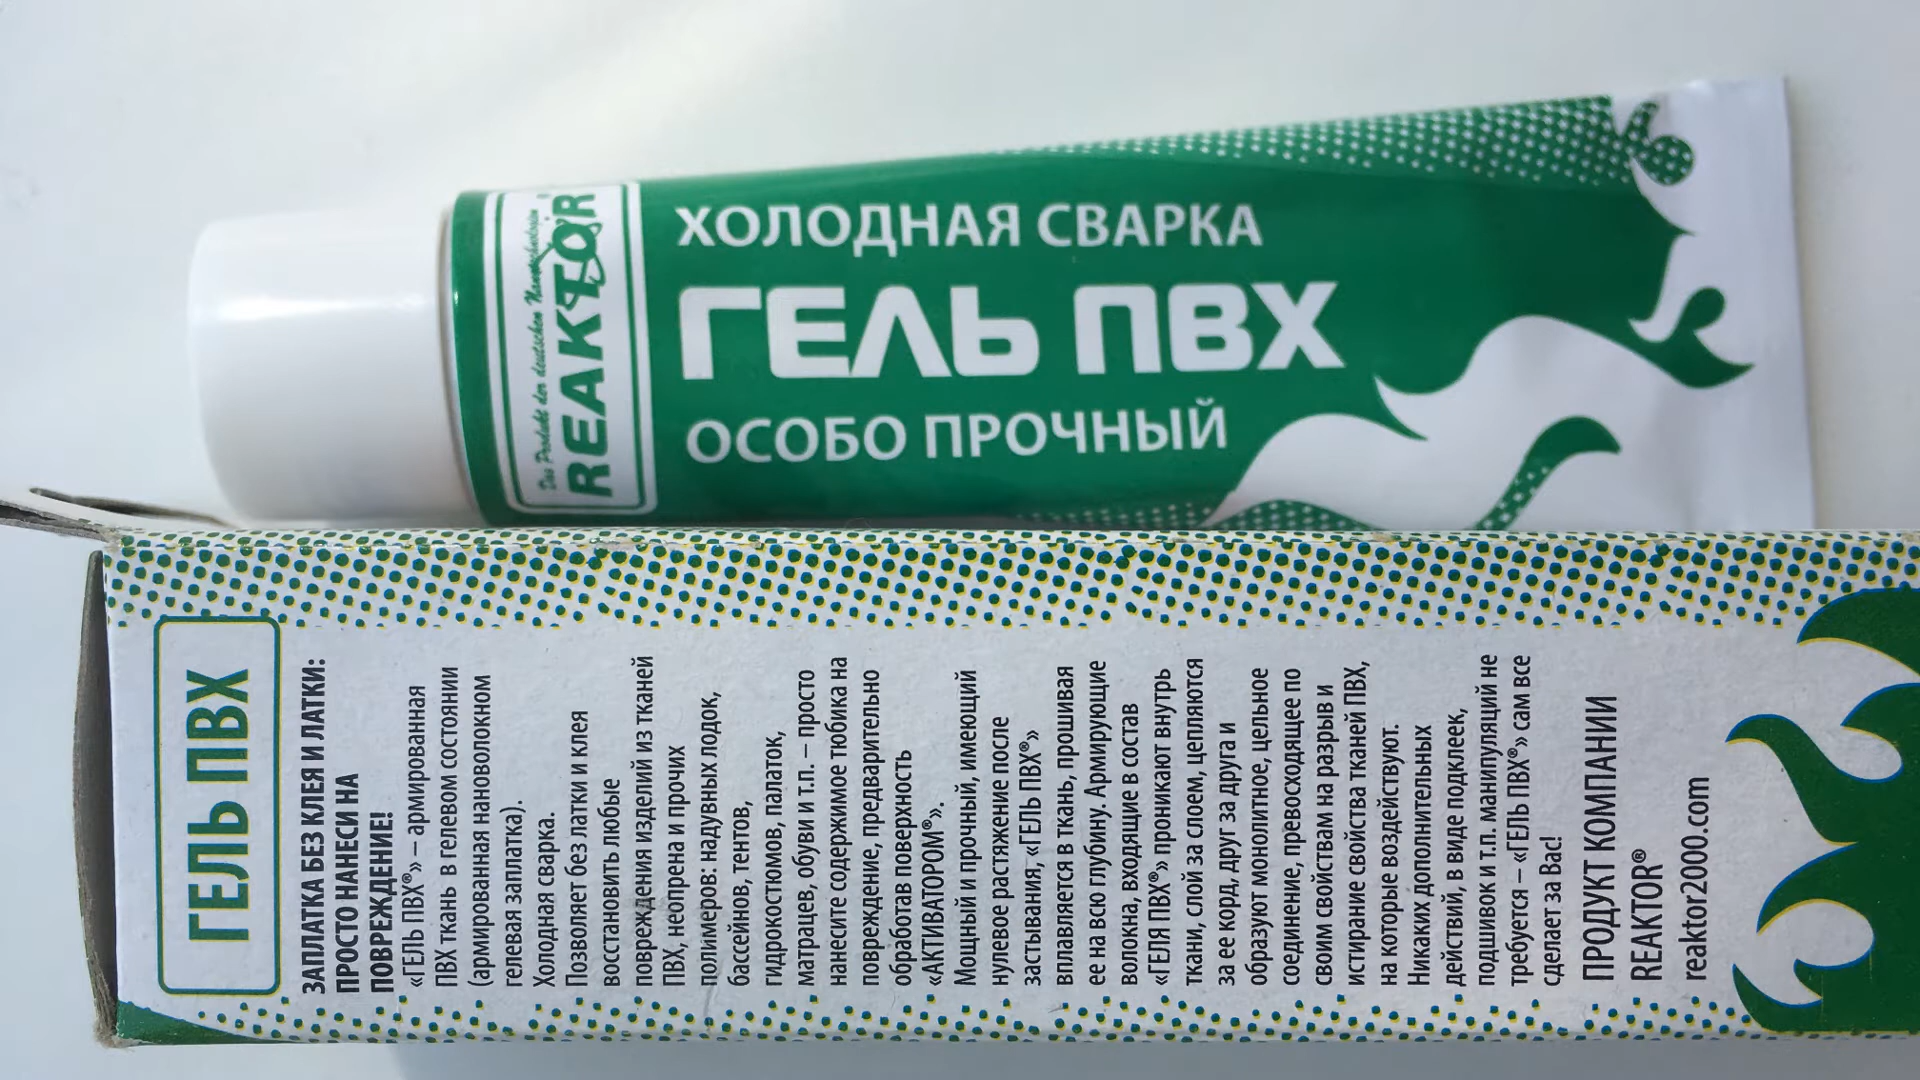 Das Produkt der deutschen Nanotechnologien
REAKTOR
ХОЛОДНАЯ СВАРКА
ГЕЛЬ ПВХ
ОСОБО ПРОЧНЫЙ
ГЕЛЬ ПВХ
ЗАПЛАТКА БЕЗ КЛЕЯ И ЛАТКИ:
ПРОСТО НАНЕСИ НА
ПОВРЕЖДЕНИЕ!
«ГЕЛЬ ПВХ®» – армированная
ПВХ ткань в гелевом состоянии
(армированная нановолокном
гелевая заплатка).
Холодная сварка.
Позволяет без латки и клея
восстановить любые
повреждения изделий из тканей
ПВХ, неопрена и прочих
полимеров: надувных лодок,
бассейнов, тентов,
гидрокостюмов, палаток,
матрацев, обуви и т.п. – просто
нанесите содержимое тюбика на
повреждение, предварительно
обработав поверхность
«АКТИВАТОРОМ®».
Мощный и прочный, имеющий
нулевое растяжение после
застывания, «ГЕЛЬ ПВХ®»
вплавляется в ткань, прошивая
ее на всю глубину. Армирующие
волокна, входящие в состав
«ГЕЛЯ ПВХ®» проникают внутрь
ткани, слой за слоем, цепляются
за ее корд, друг за друга и
образуют монолитное, цельное
соединение, превосходящее по
своим свойствам на разрыв и
истирание свойства тканей ПВХ,
на которые воздействуют.
Никаких дополнительных
действий, в виде подклеек,
подшивок и т.п. манипуляций не
требуется – «ГЕЛЬ ПВХ®» сам все
сделает за Вас!
ПРОДУКТ КОМПАНИИ
REAKTOR®
reaktor2000.com